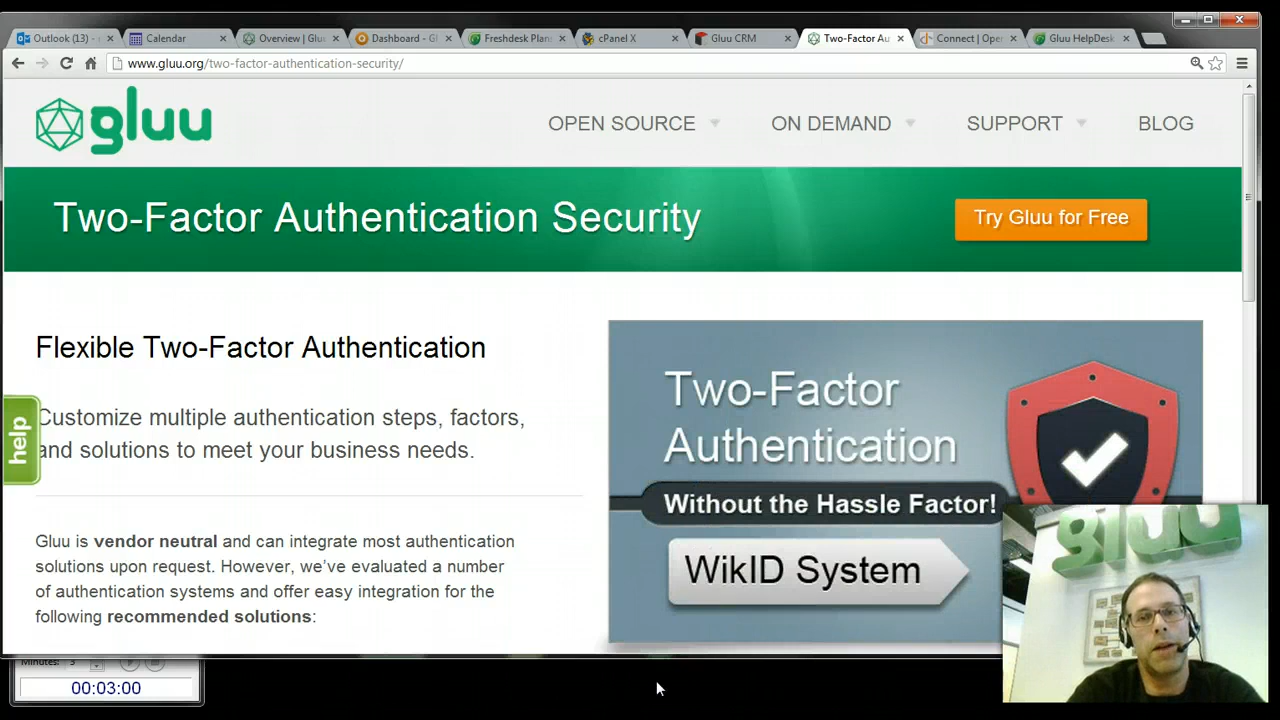 Outlook (13) -
Calendar
Overview | Glu
Dashboard - Gl
Freshdesk Plan
cPanel X
Gluu CRM
Two-Factor Au
Connect | Ope
Gluu HelpDesk
www.gluu.org/two-factor-authentication-security/
gluu
OPEN SOURCE
ON DEMAND
SUPPORT
BLOG
Two-Factor Authentication Security
Try Gluu for Free
Flexible Two-Factor Authentication
Customize multiple authentication steps, factors,
and solutions to meet your business needs.
help
Gluu is vendor neutral and can integrate most authentication
solutions upon request. However, we've evaluated a number
of authentication systems and offer easy integration for the
following recommended solutions:
Two-Factor
Authentication
Without the Hassle Factor!
WikID System
gluu
Minutes: 3
00:03:00